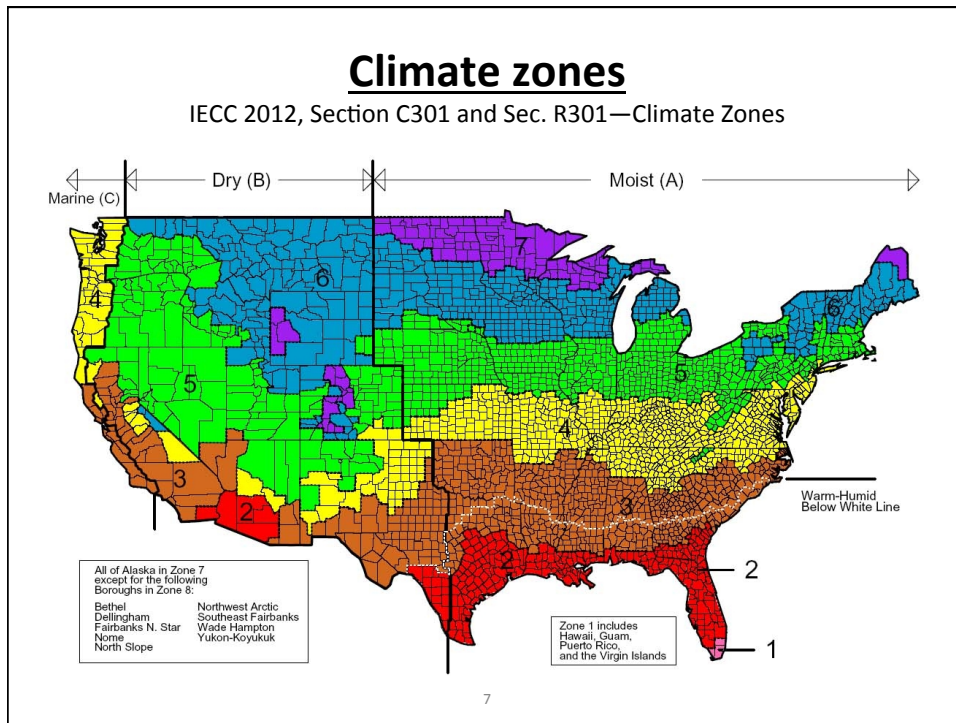 Climate zones
IECC 2012, Section C301 and Sec. R301—Climate Zones
Marine (C)
Dry (B)
Moist (A)
7
6
6
4
5
5
4
3
3
Warm-Humid
Below White Line
2
2
2
All of Alaska in Zone 7
except for the following
Boroughs in Zone 8:
Bethel
Dellingham
Fairbanks N. Star
Nome
North Slope
Northwest Arctic
Southeast Fairbanks
Wade Hampton
Yukon-Koyukuk
Zone 1 includes
Hawaii, Guam,
Puerto Rico,
and the Virgin Islands
1
7